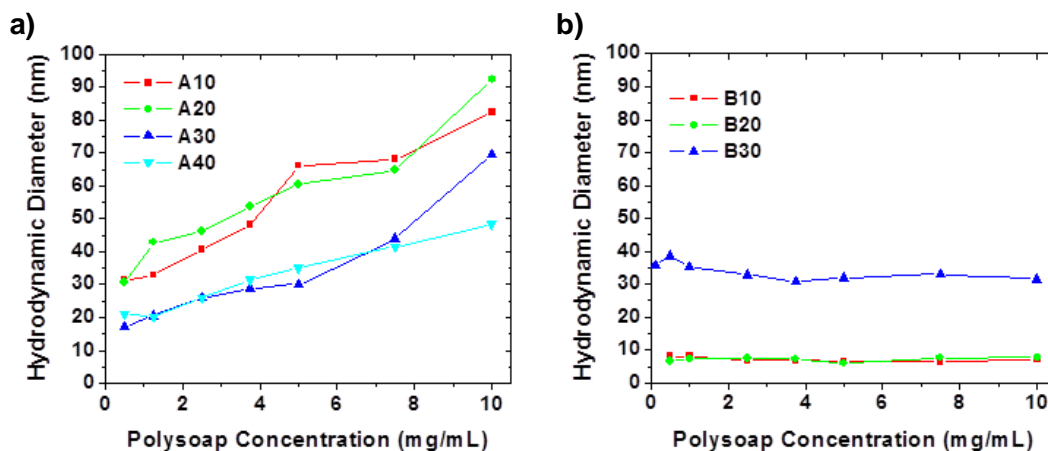 a)
Hydrodynamic Diameter (nm)
100
90
80
70
60
50
40
30
20
10
0
A10
A20
A30
A40
0 2 4 6 8 10
Polysoap Concentration (mg/mL)
b)
Hydrodynamic Diameter (nm)
100
90
80
70
60
50
40
30
20
10
0
B10
B20
B30
0 2 4 6 8 10
Polysoap Concentration (mg/mL)